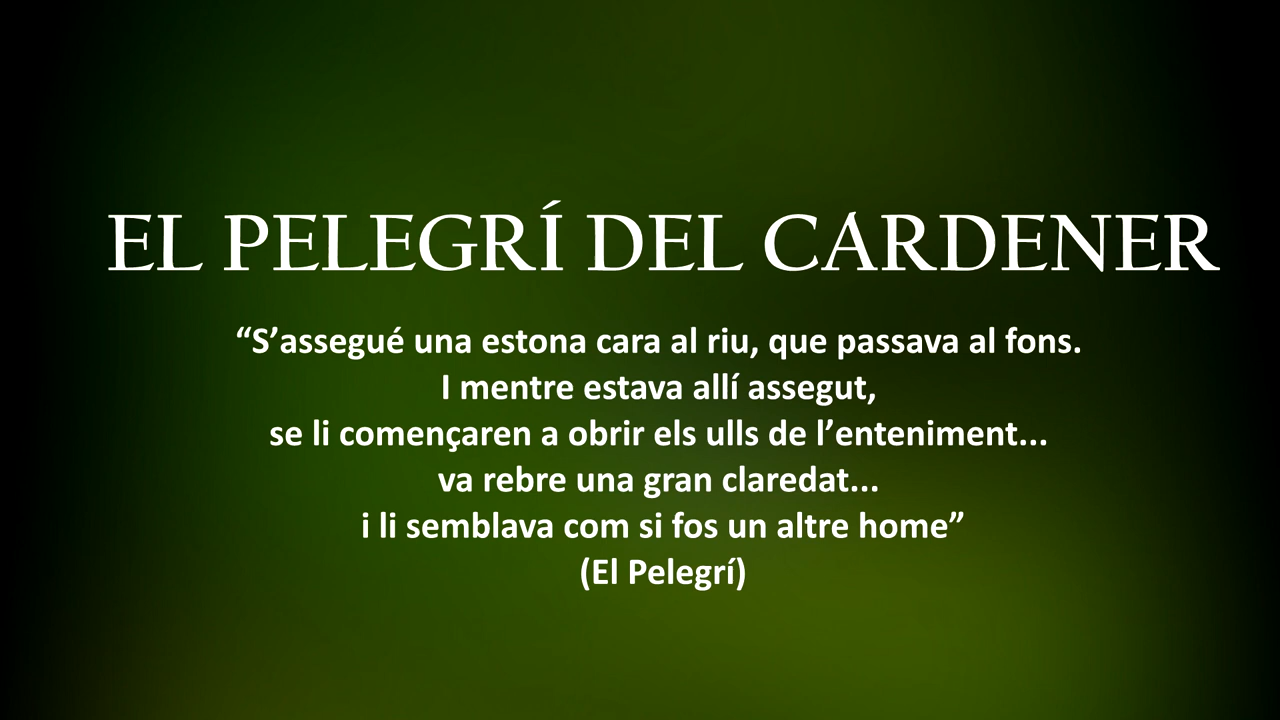 EL PELEGRÍ DEL CARDENER
“S’assegué una estona cara al riu, que passava al fons.
I mentre estava allí assegut,
se li començaren a obrir els ulls de l’enteniment...
va rebre una gran claredat...
i li semblava com si fos un altre home”
(El Pelegrí)